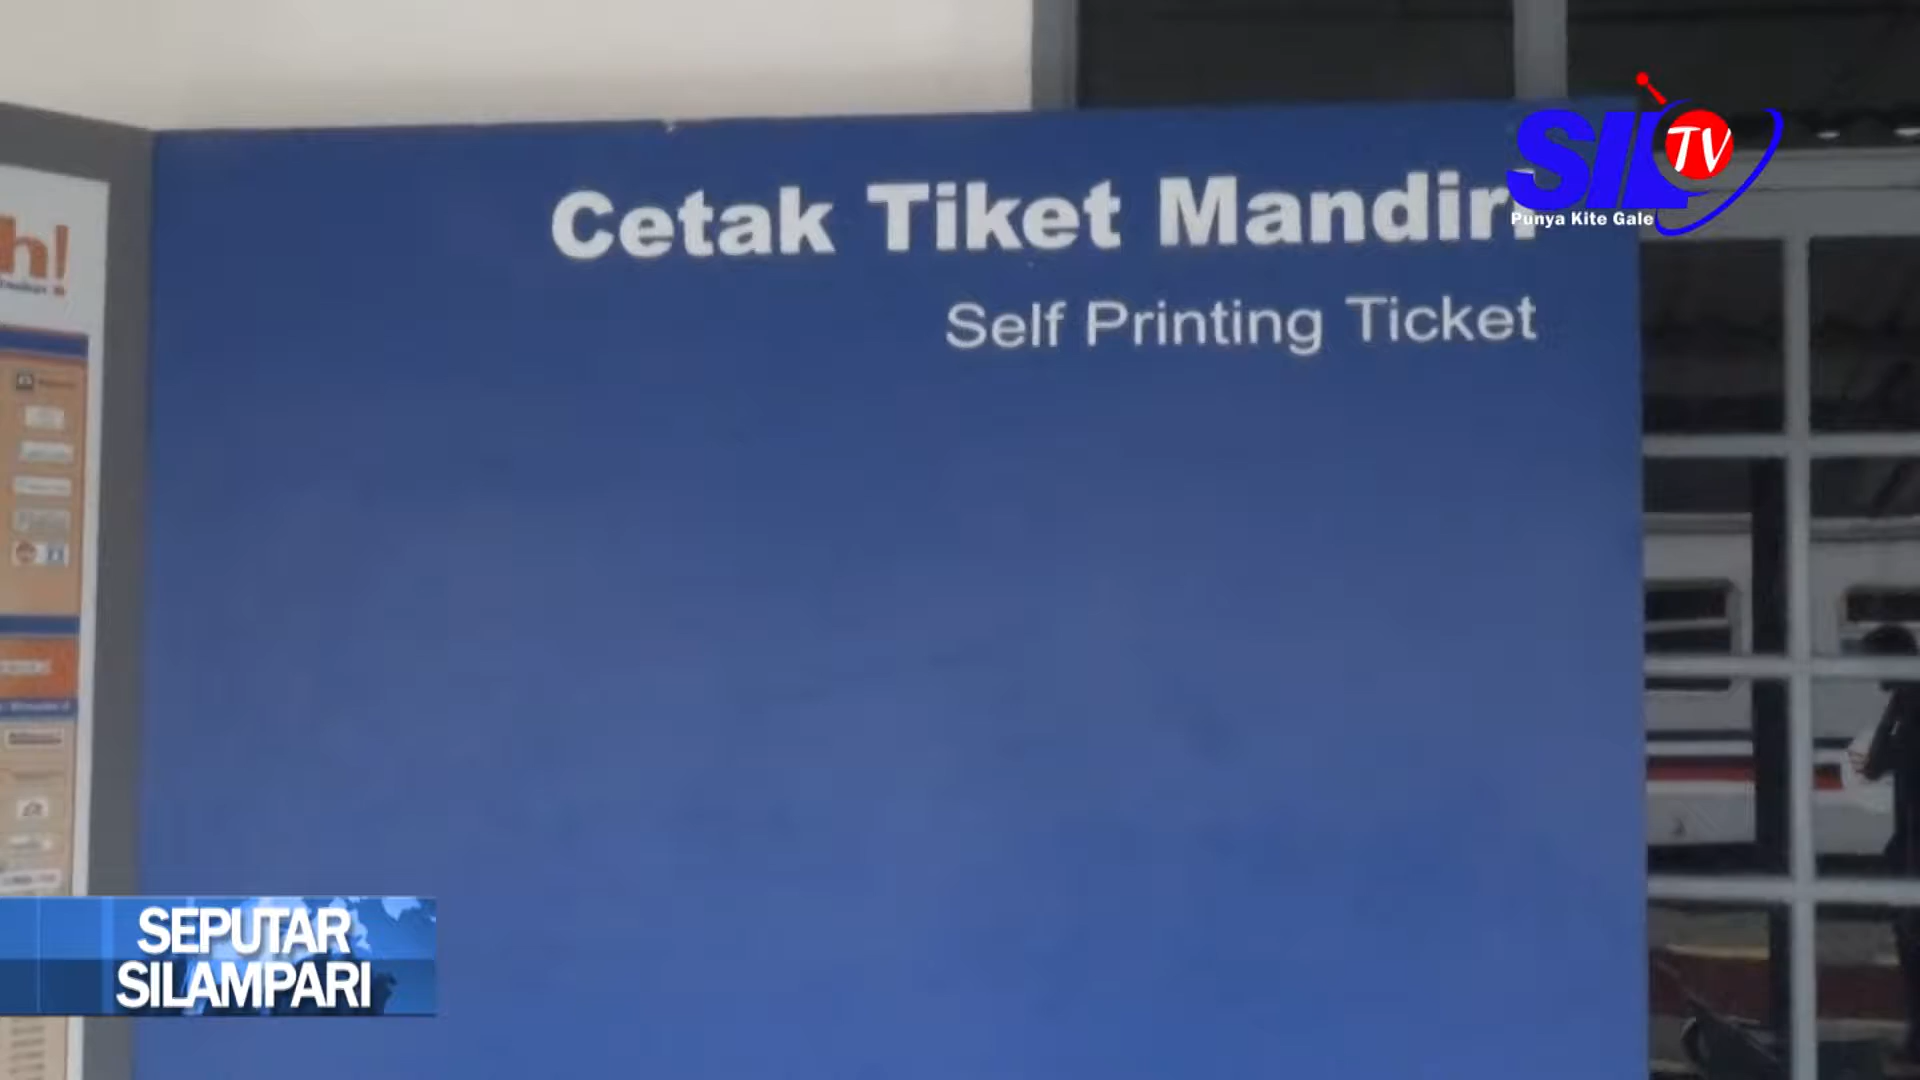 SIL TV
Punya Kite Gale
Cetak Tiket Mandiri
Self Printing Ticket
h!
SEPUTAR
SILAMPARI